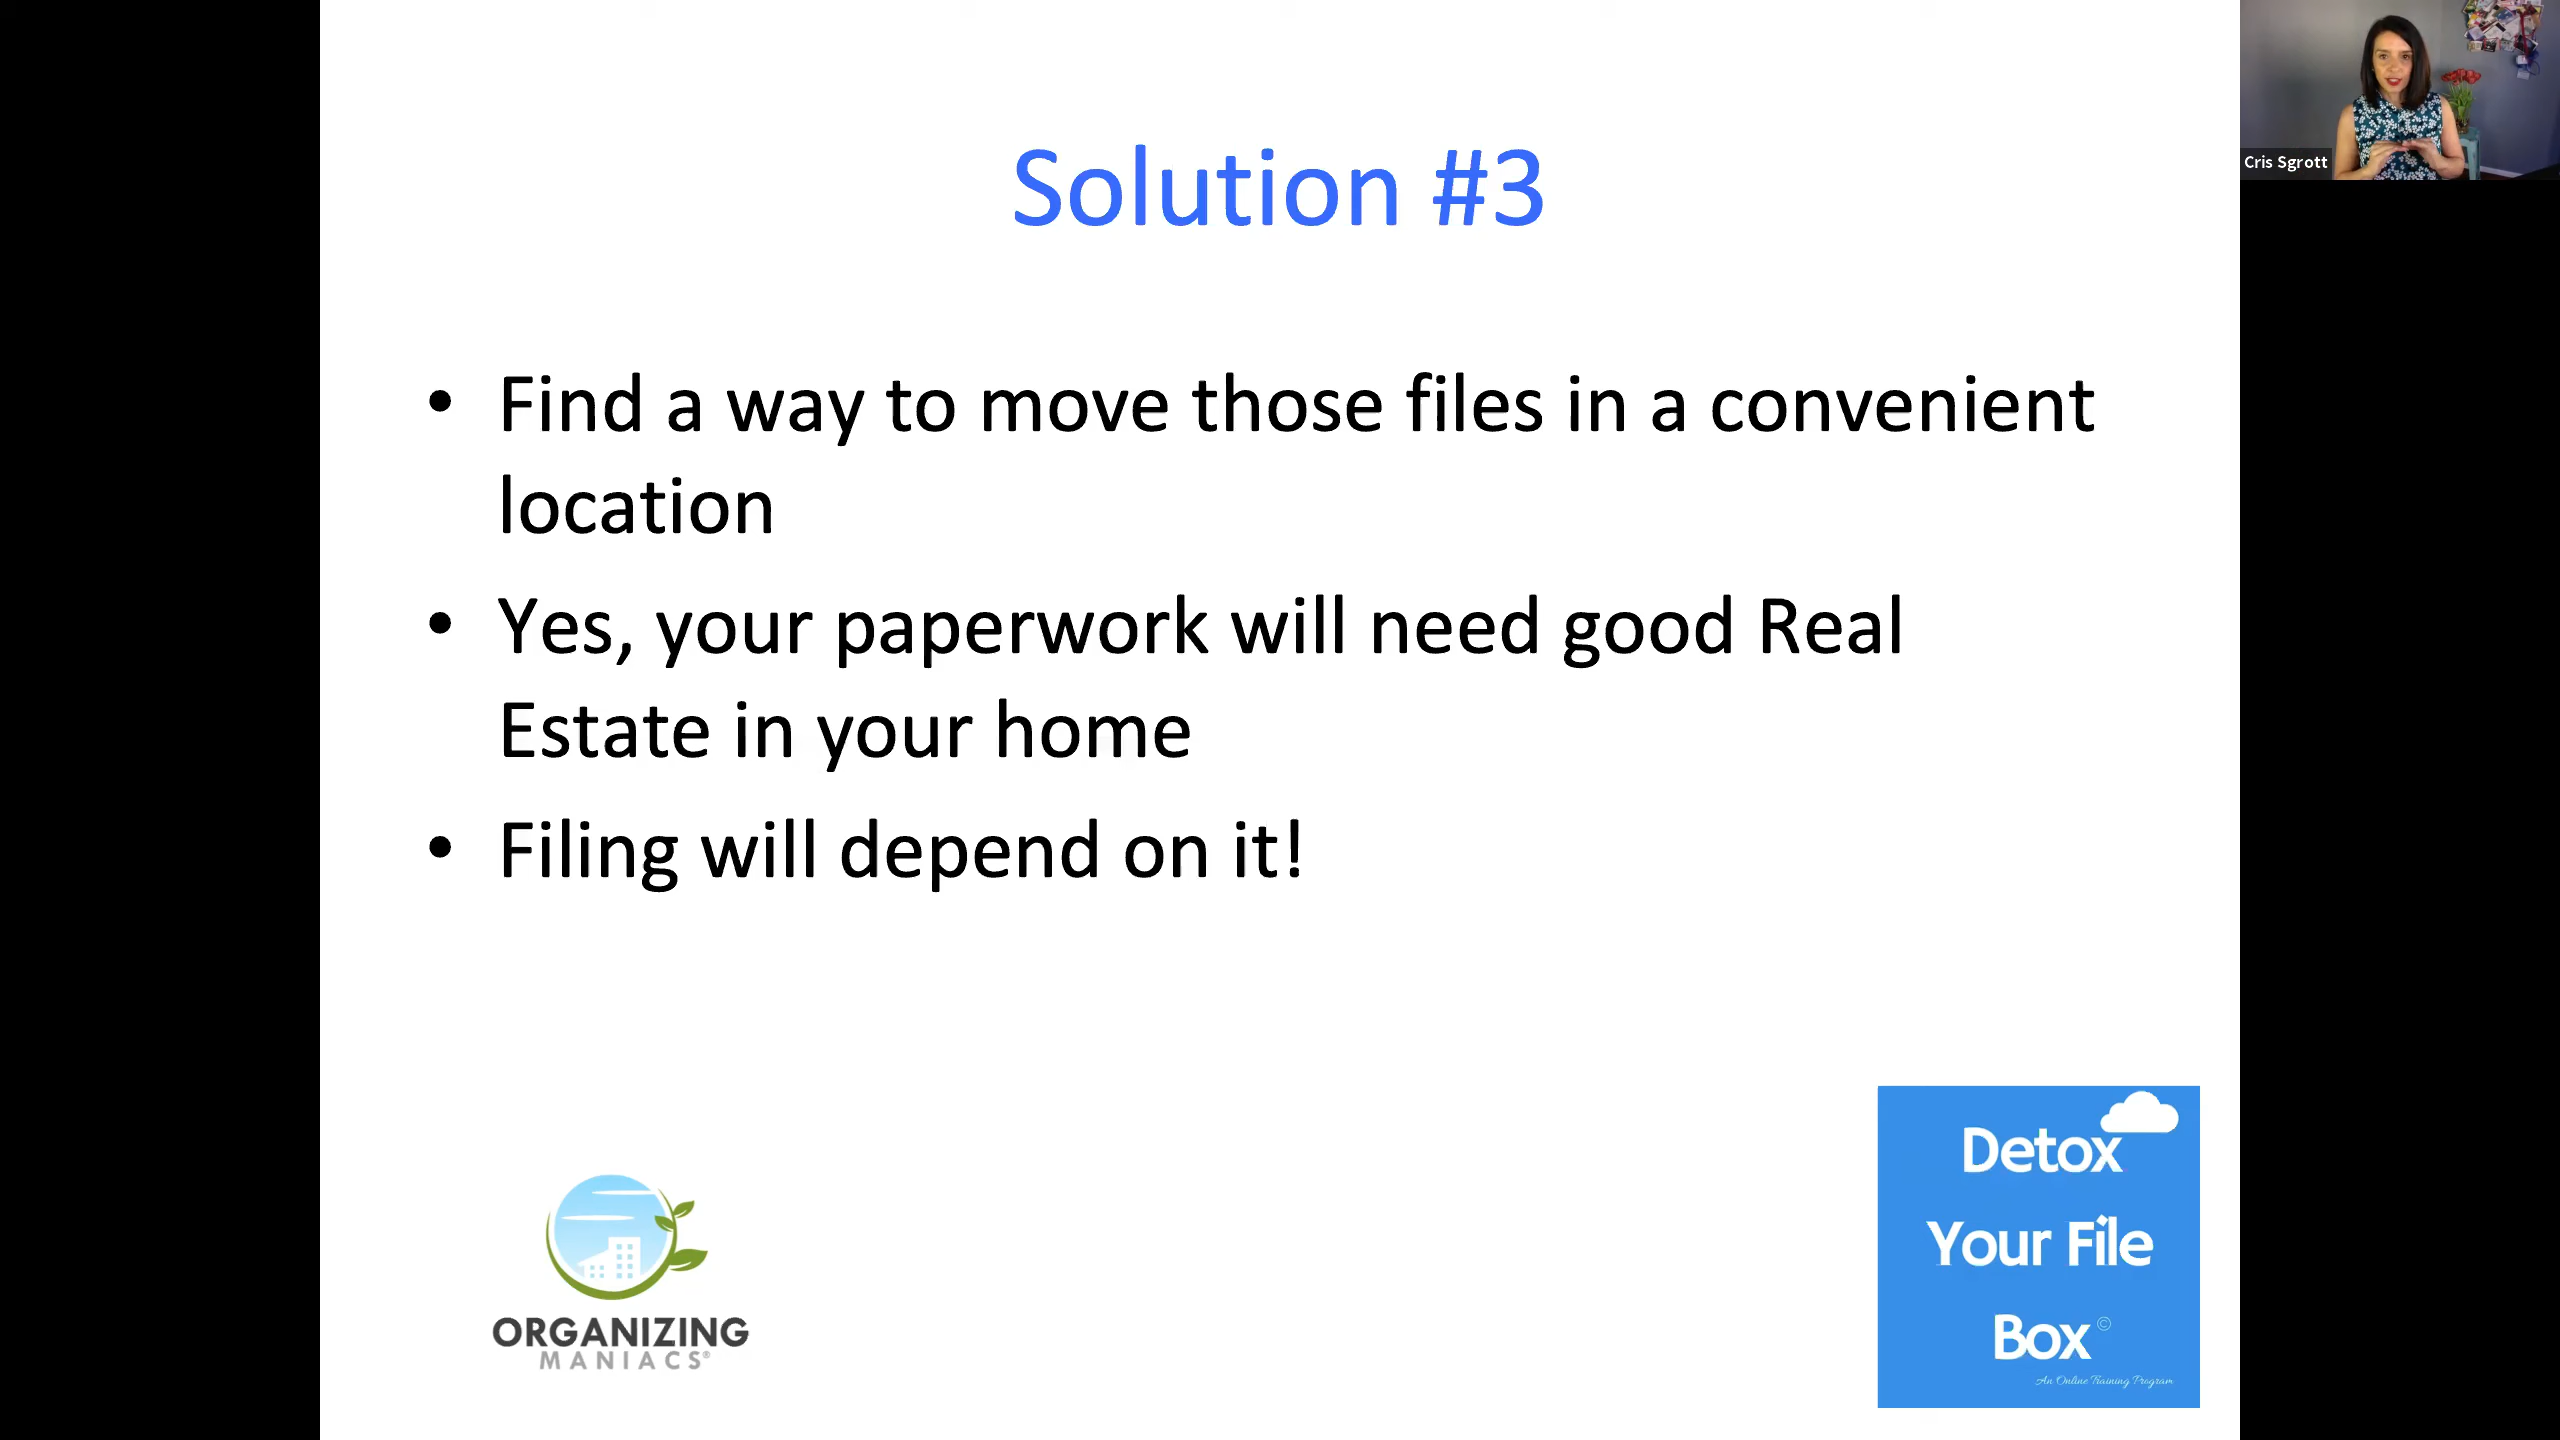 Solution #3
• Find a way to move those files in a convenient
location
• Yes, your paperwork will need good Real
Estate in your home
• Filing will depend on it!
Cris Sgrott
ORGANIZING
MANIACS®
Detox
Your File
Box©
An Online Training Program